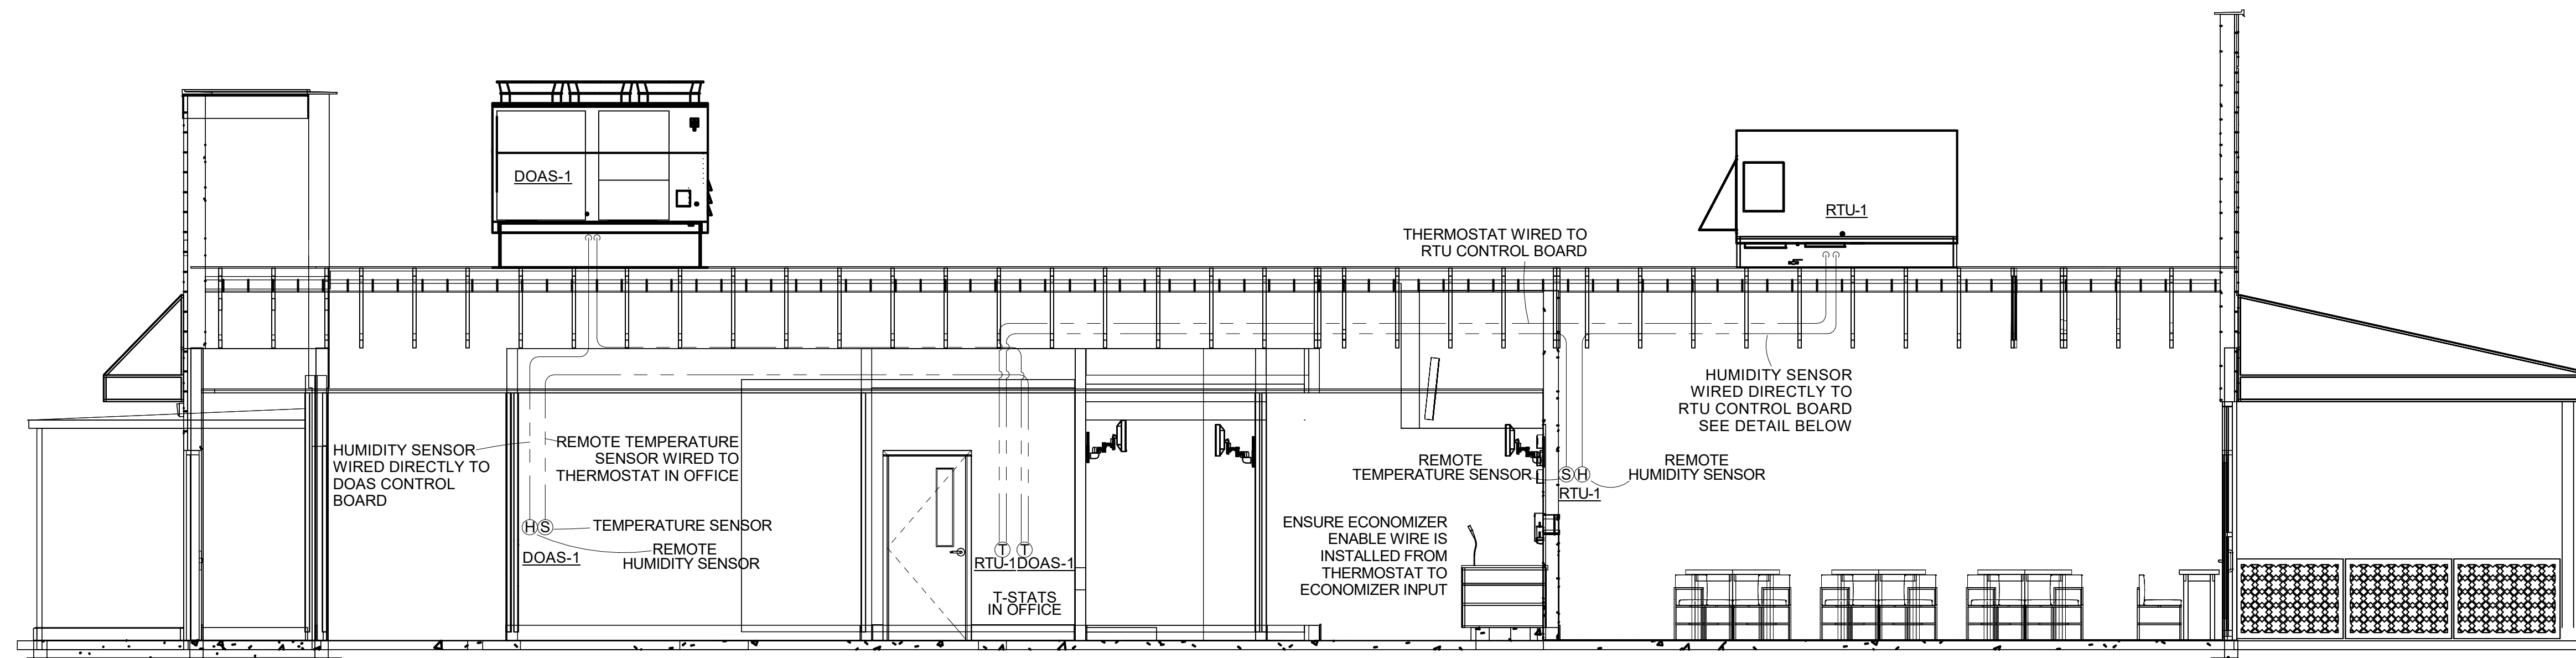 DOAS-1
RTU-1
THERMOSTAT WIRED TO
RTU CONTROL BOARD
HUMIDITY SENSOR
WIRED DIRECTLY TO
RTU CONTROL BOARD
SEE DETAIL BELOW
HUMIDITY SENSOR
WIRED DIRECTLY TO
DOAS CONTROL
BOARD
REMOTE TEMPERATURE
SENSOR WIRED TO
THERMOSTAT IN OFFICE
H S
TEMPERATURE SENSOR
REMOTE
HUMIDITY SENSOR
DOAS-1
T T
RTU-1 DOAS-1
T-STATS
IN OFFICE
REMOTE
TEMPERATURE SENSOR
S H
RTU-1
REMOTE
HUMIDITY SENSOR
ENSURE ECONOMIZER
ENABLE WIRE IS
INSTALLED FROM
THERMOSTAT TO
ECONOMIZER INPUT